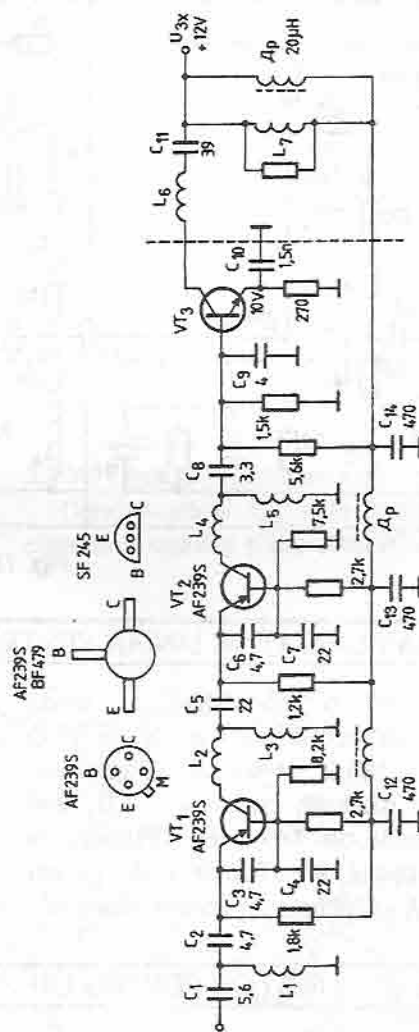 AF239S
B
E
C
M
AF239S
BF479
B
E
C
SF 245
E
B
C
C₁
5,6
L₁
C₂
4,7
1,8k
C₃
4,7
C₄
22
VT₁
AF239S
2,7k
C₁₂
470
8,2k
L₂
L₃
C₅
22
1,2k
C₆
4,7
C₇
22
VT₂
AF239S
2,7k
C₁₃
470
7,5k
L₄
L₅
Др
C₈
3,3
5,6k
C₁₄
470
1,5k
C₉
4
VT₃
10V
270
C₁₀
1,5n
L₆
C₁₁
39
L₇
Др
20μH
U₃ₓ
+12V